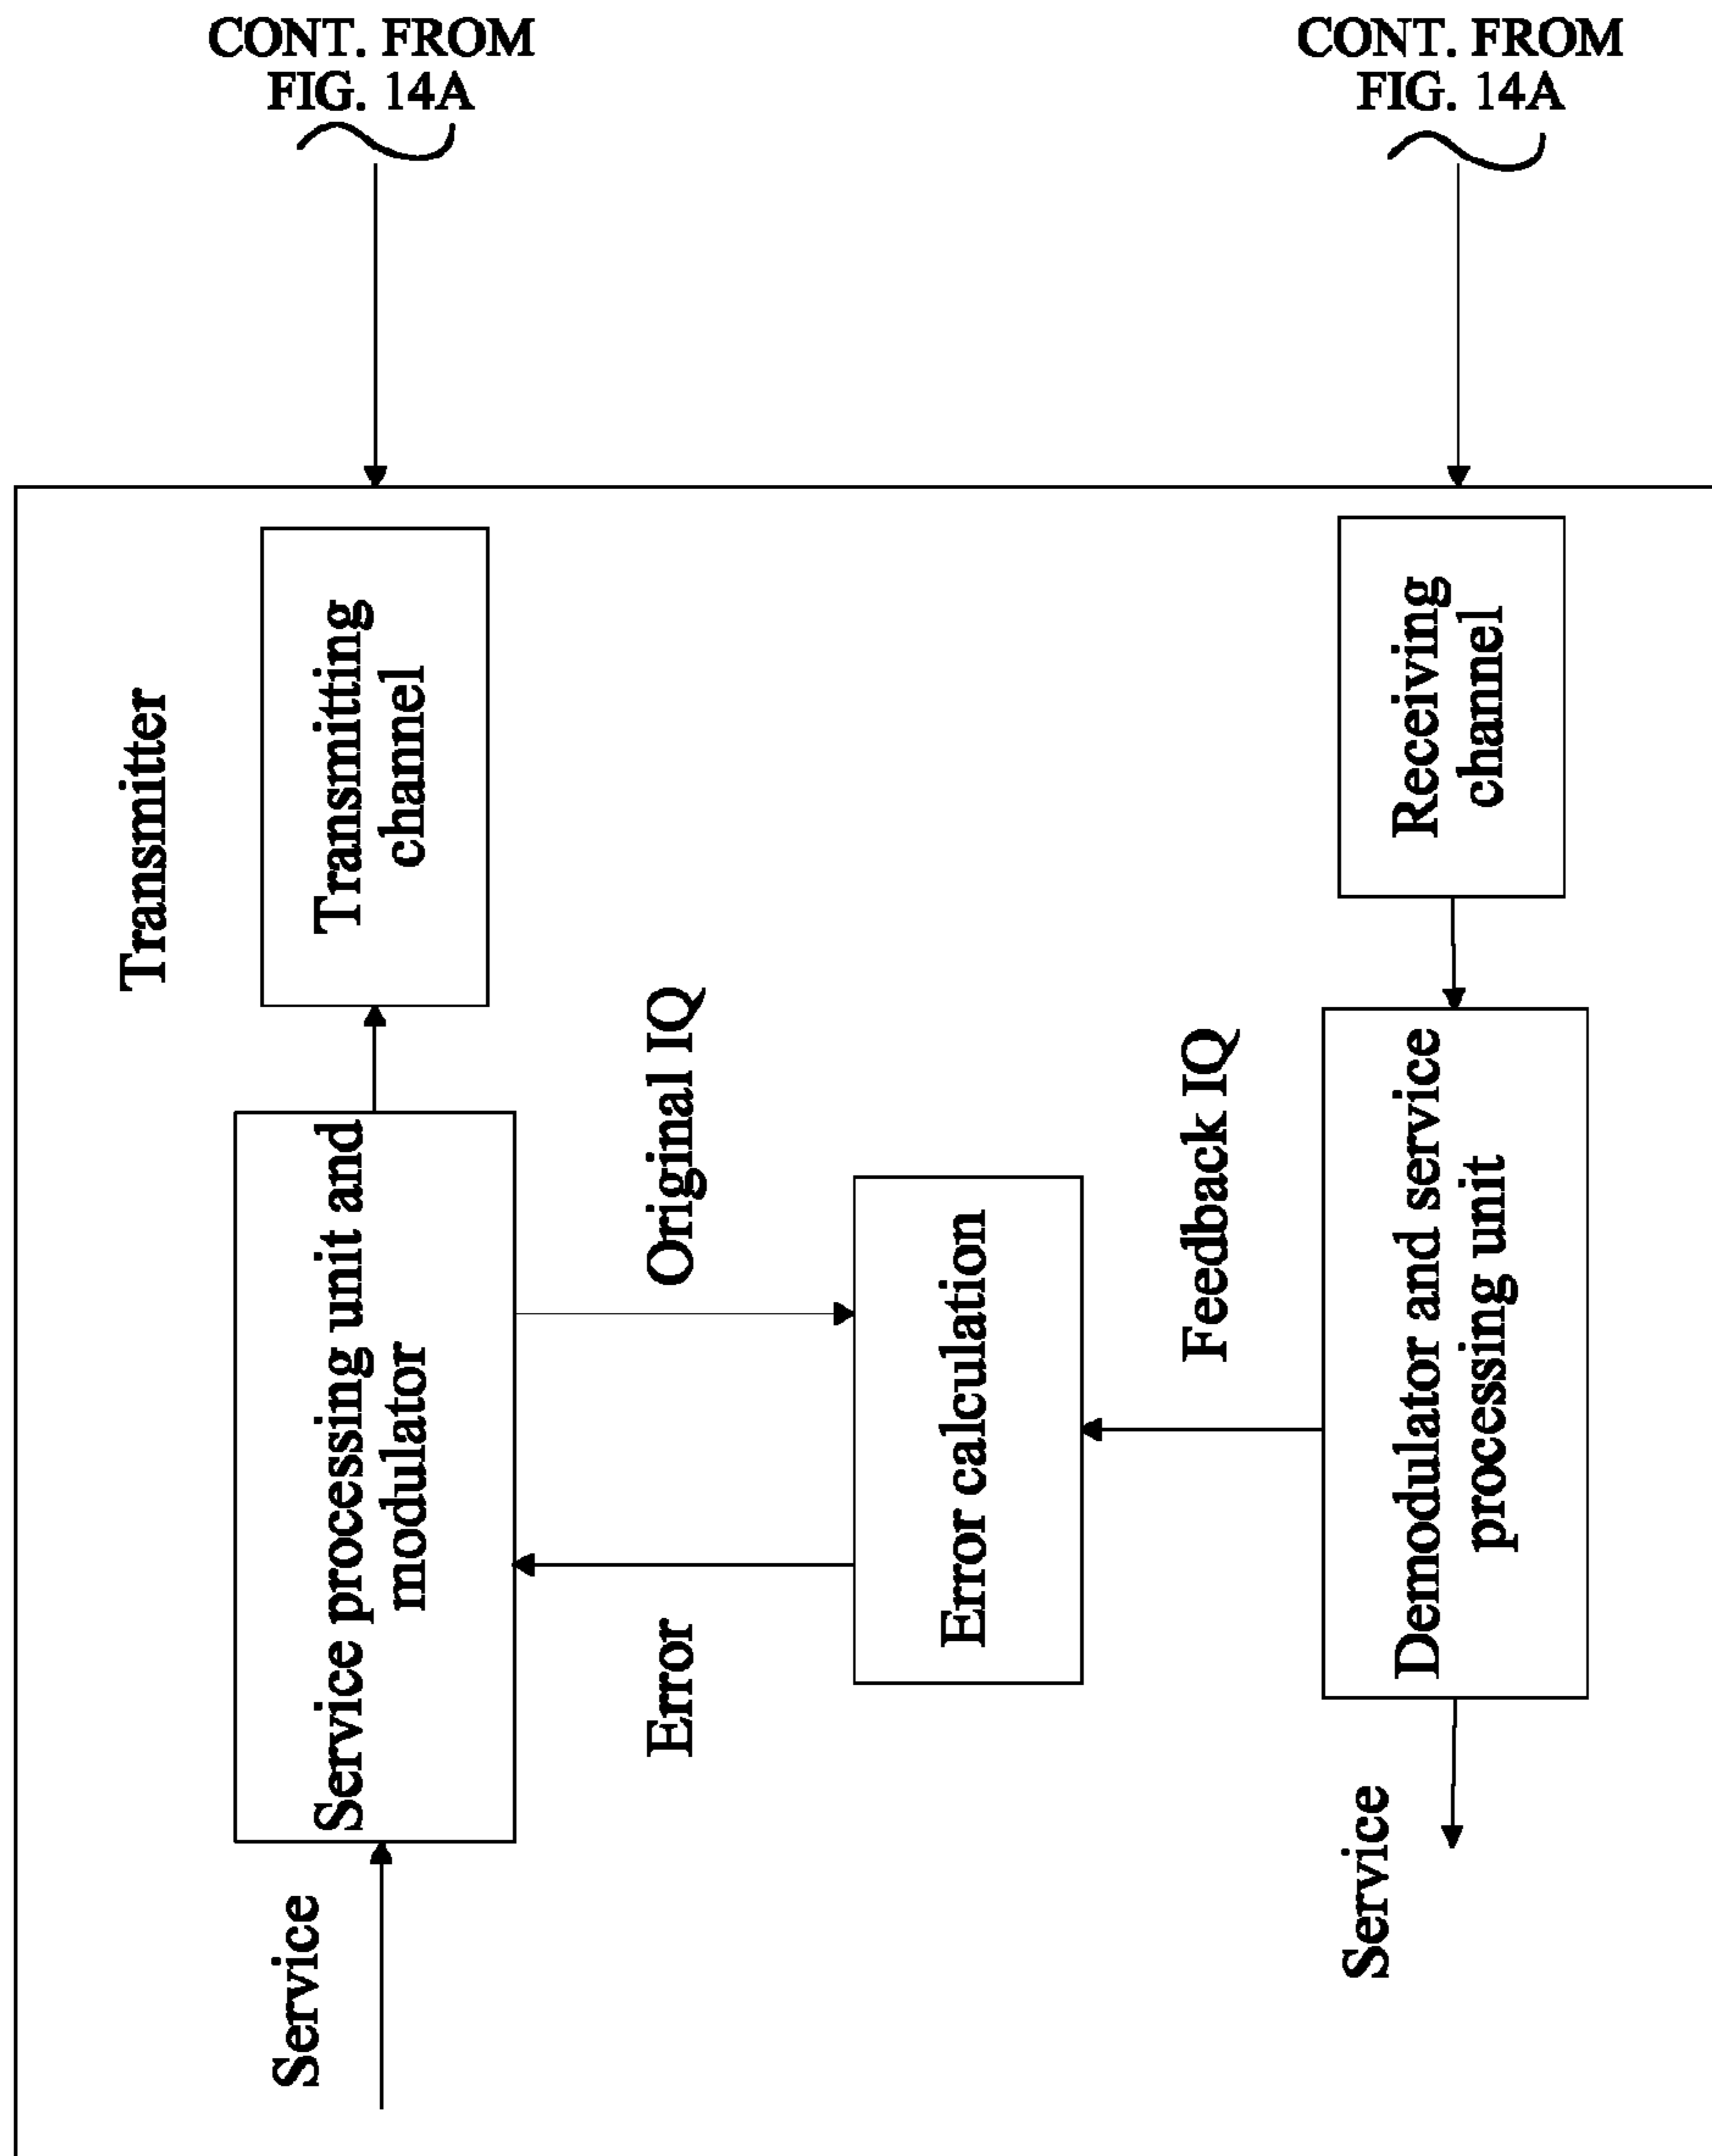 CONT. FROM
FIG. 14A
CONT. FROM
FIG. 14A
Transmitter
Service
Service processing unit and
modulator
Transmitting
channel
Error
Original IQ
Error calculation
Feedback IQ
Service
Demodulator and service
processing unit
Receiving
channel